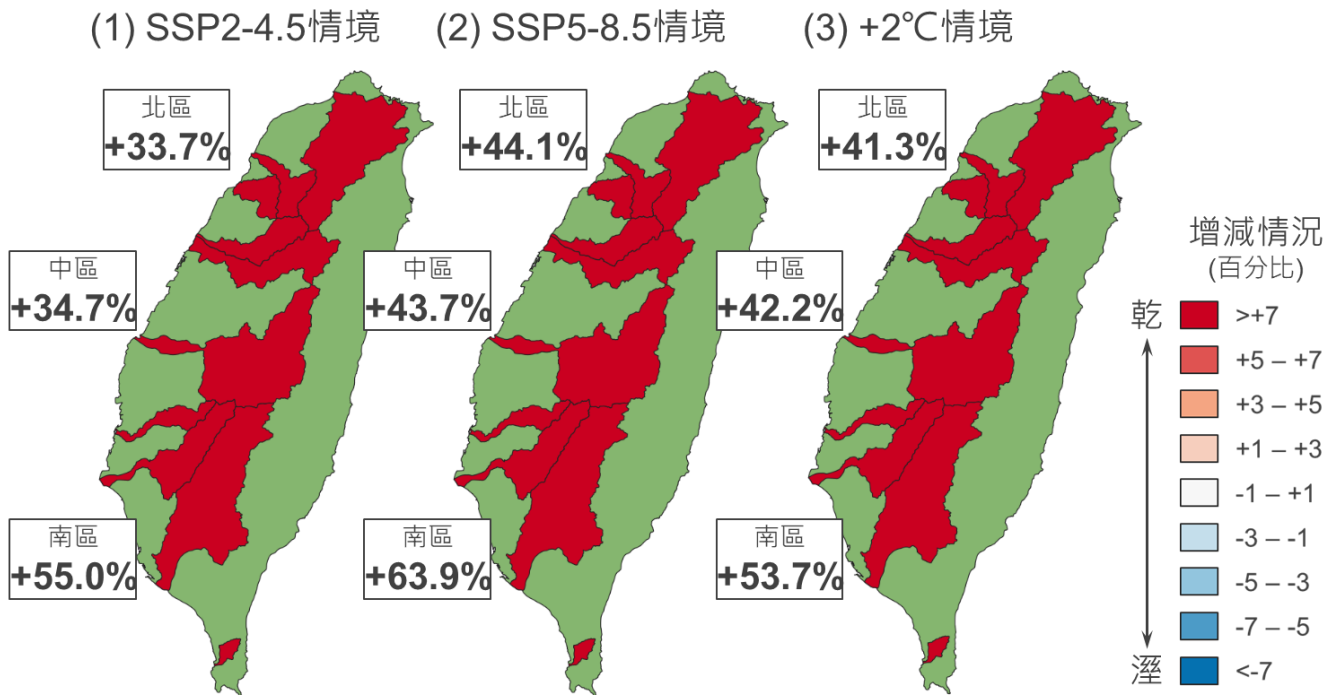 (1) SSP2-4.5情境
(2) SSP5-8.5情境
(3) +2℃情境
北區
+33.7%
北區
+44.1%
北區
+41.3%
中區
+34.7%
中區
+43.7%
中區
+42.2%
南區
+55.0%
南區
+63.9%
南區
+53.7%
增減情況
(百分比)
乾
>+7
+5 – +7
+3 – +5
+1 – +3
-1 – +1
-3 – -1
-5 – -3
-7 – -5
溼
<-7